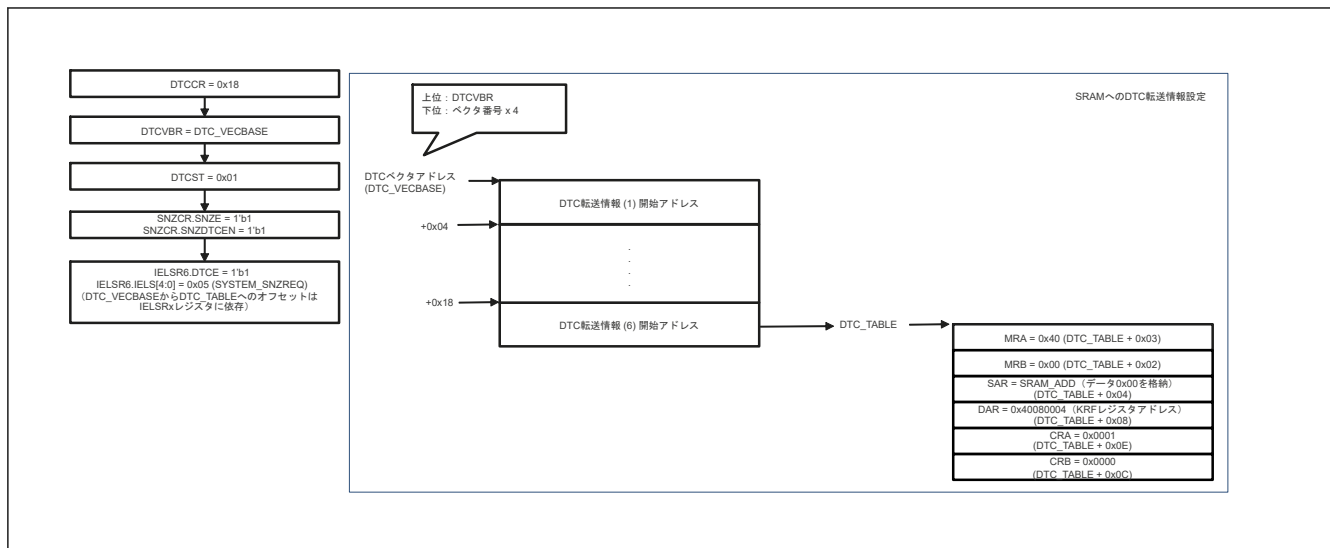 DTCCR = 0x18
DTCVBR = DTC_VECBASE
DTCST = 0x01
SNZCR.SNZE = 1'b1
SNZCR.SNZDTCEN = 1'b1
IELSR6.DTCE = 1'b1
IELSR6.IELS[4:0] = 0x05 (SYSTEM_SNZREQ)
（DTC_VECBASEからDTC_TABLEへのオフセットは
IELSRxレジスタに依存）
SRAMへのDTC転送情報設定
上位：DTCVBR
下位：ベクタ番号 x 4
DTCベクタアドレス
(DTC_VECBASE)
DTC転送情報 (1) 開始アドレス
+0x04
+0x18
DTC転送情報 (6) 開始アドレス
DTC_TABLE
MRA = 0x40 (DTC_TABLE + 0x03)
MRB = 0x00 (DTC_TABLE + 0x02)
SAR = SRAM_ADD（データ0x00を格納）
(DTC_TABLE + 0x04)
DAR = 0x40080004（KRFレジスタアドレス）
(DTC_TABLE + 0x08)
CRA = 0x0001
(DTC_TABLE + 0x0E)
CRB = 0x0000
(DTC_TABLE + 0x0C)